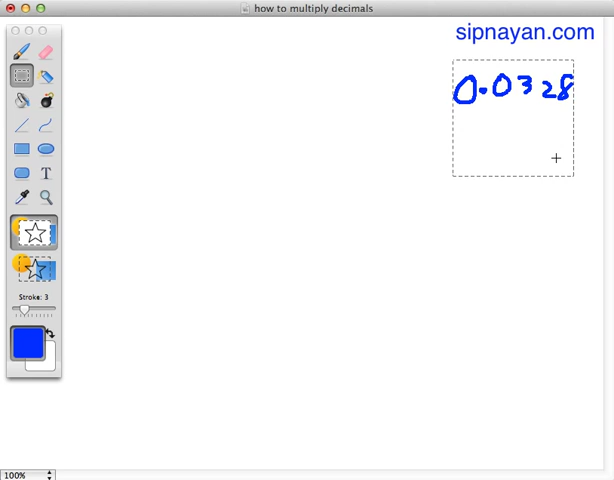 how to multiply decimals
sipnayan.com
0.0328
T
Stroke: 3
100%